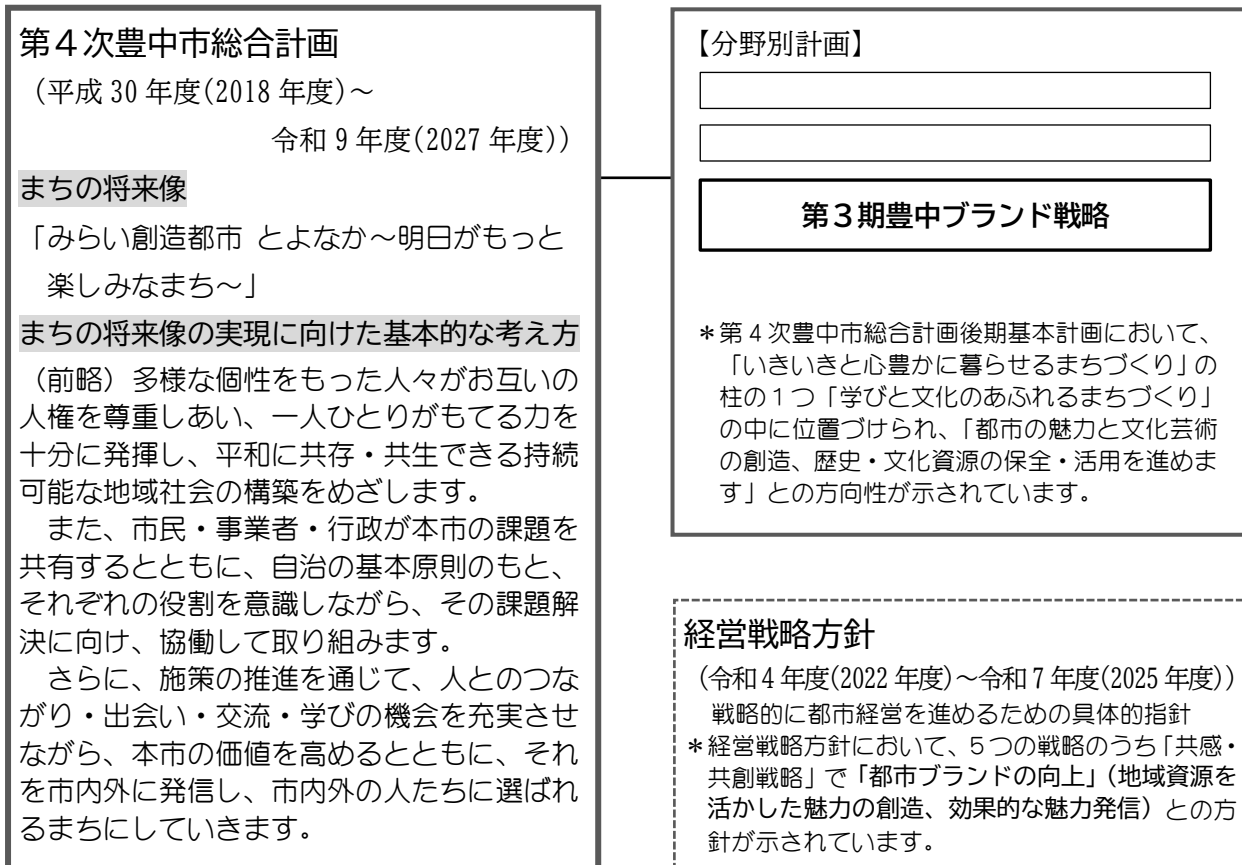 第４次豊中市総合計画
（平成 30 年度(2018 年度)～
令和 9 年度(2027 年度)）
まちの将来像
「みらい創造都市 とよなか～明日がもっと
楽しみなまち～」
まちの将来像の実現に向けた基本的な考え方
（前略）多様な個性をもった人々がお互いの
人権を尊重しあい、一人ひとりがもてる力を
十分に発揮し、平和に共存・共生できる持続
可能な地域社会の構築をめざします。
また、市民・事業者・行政が本市の課題を
共有するとともに、自治の基本原則のもと、
それぞれの役割を意識しながら、その課題解
決に向け、協働して取り組みます。
さらに、施策の推進を通じて、人とのつな
がり・出会い・交流・学びの機会を充実させ
ながら、本市の価値を高めるとともに、それ
を市内外に発信し、市内外の人たちに選ばれ
るまちにしていきます。
【分野別計画】
第３期豊中ブランド戦略
＊第４次豊中市総合計画後期基本計画において、
「いきいきと心豊かに暮らせるまちづくり」の
柱の１つ「学びと文化のあふれるまちづくり」
の中に位置づけられ、「都市の魅力と文化芸術
の創造、歴史・文化資源の保全・活用を進めま
す」との方向性が示されています。
経営戦略方針
（令和 4 年度(2022 年度)～令和 7 年度(2025 年度)）
戦略的に都市経営を進めるための具体的指針
＊経営戦略方針において、５つの戦略のうち「共感・
共創戦略」で「都市ブランドの向上」（地域資源を
活かした魅力の創造、効果的な魅力発信）との方
針が示されています。